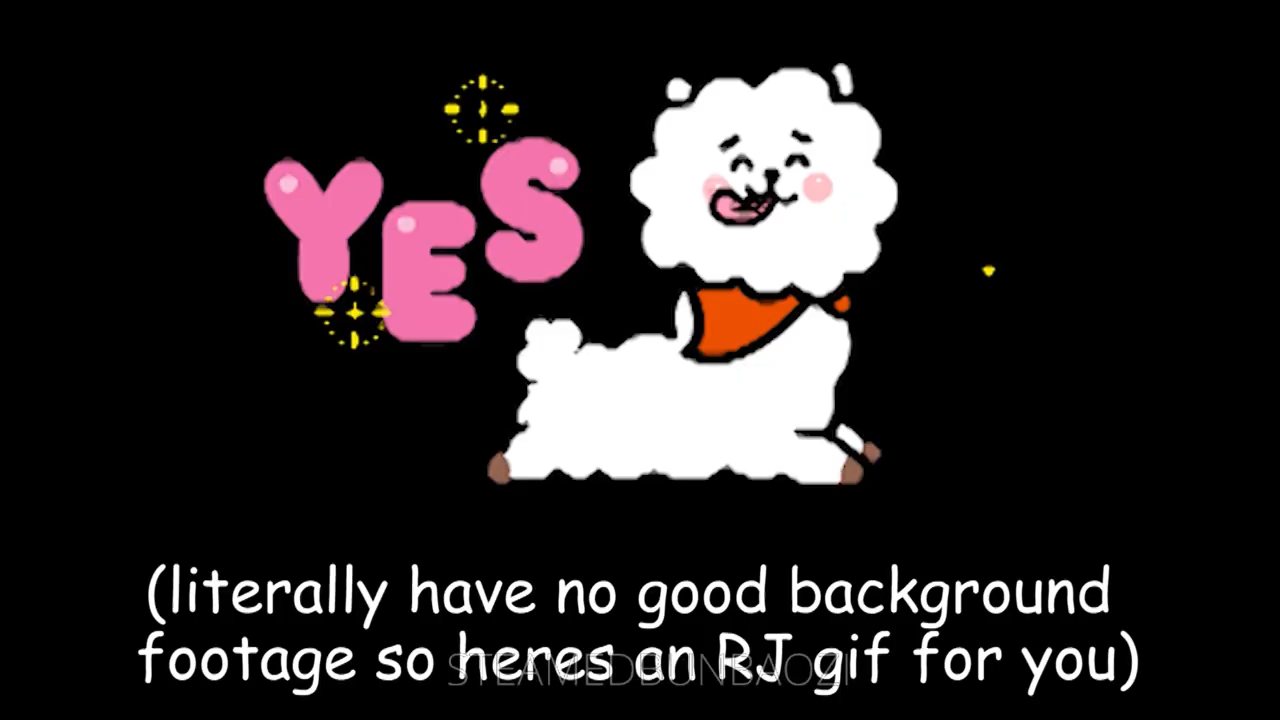 YES
(literally have no good background
footage so heres an RJ gif for you)
STEAMEDBUNBAOZI